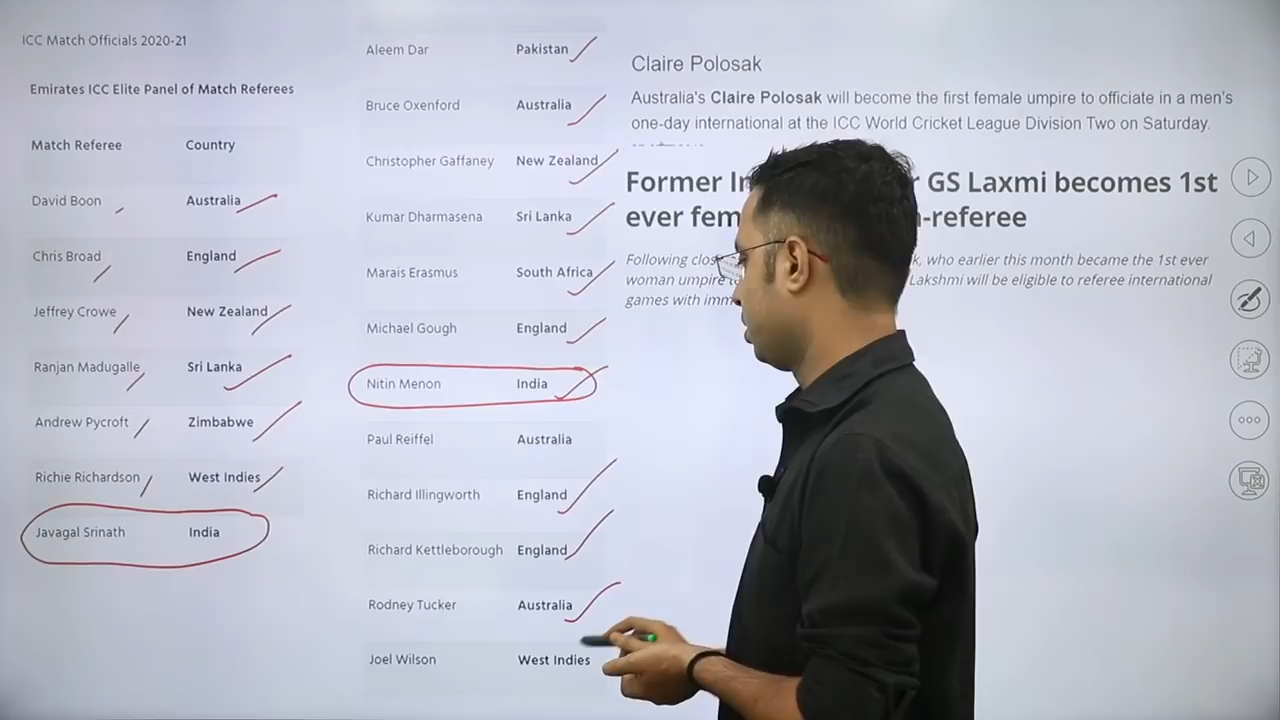 ICC Match Officials 2020-21
Emirates ICC Elite Panel of Match Referees
Match Referee Country
David Boon Australia
Chris Broad England
Jeffrey Crowe New Zealand
Ranjan Madugalle Sri Lanka
Andrew Pycroft Zimbabwe
Richie Richardson West Indies
Javagal Srinath India
Aleem Dar Pakistan
Bruce Oxenford Australia
Christopher Gaffaney New Zealand
Kumar Dharmasena Sri Lanka
Marais Erasmus South Africa
Michael Gough England
Nitin Menon India
Paul Reiffel Australia
Richard Illingworth England
Richard Kettleborough England
Rodney Tucker Australia
Joel Wilson West Indies
Claire Polosak
Australia's Claire Polosak will become the first female umpire to officiate in a men's
one-day international at the ICC World Cricket League Division Two on Saturday.
Former GS Laxmi becomes 1st
ever -referee
Following who earlier this month became the 1st ever
woman umpire Lakshmi will be eligible to referee international
games with